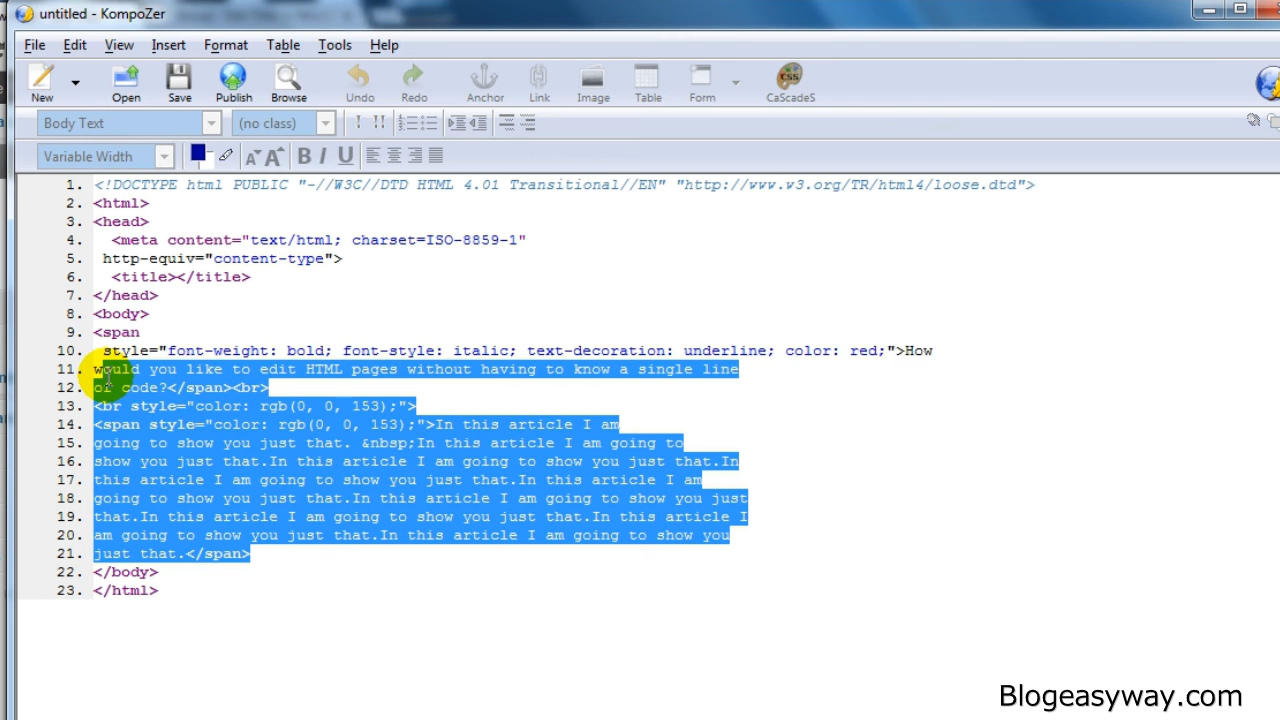 untitled - KompoZer
File Edit View Insert Format Table Tools Help
New Open Save Publish Browse Undo Redo Anchor Link Image Table Form CaScadeS
Body Text (no class)
Variable Width
1. <!DOCTYPE html PUBLIC "-//W3C//DTD HTML 4.01 Transitional//EN" "http://www.w3.org/TR/html4/loose.dtd">
2. <html>
3. <head>
4. <meta content="text/html; charset=ISO-8859-1"
5. http-equiv="content-type">
6. <title></title>
7. </head>
8. <body>
9. <span
10. style="font-weight: bold; font-style: italic; text-decoration: underline; color: red;">How
11. would you like to edit HTML pages without having to know a single line
12. of code?</span><br>
13. <br style="color: rgb(0, 0, 153);">
14. <span style="color: rgb(0, 0, 153);">In this article I am
15. going to show you just that. &nbsp;In this article I am going to
16. show you just that.In this article I am going to show you just that.In
17. this article I am going to show you just that.In this article I am
18. going to show you just that.In this article I am going to show you just
19. that.In this article I am going to show you just that.In this article I
20. am going to show you just that.In this article I am going to show you
21. just that.</span>
22. </body>
23. </html>
Blogeasyway.com